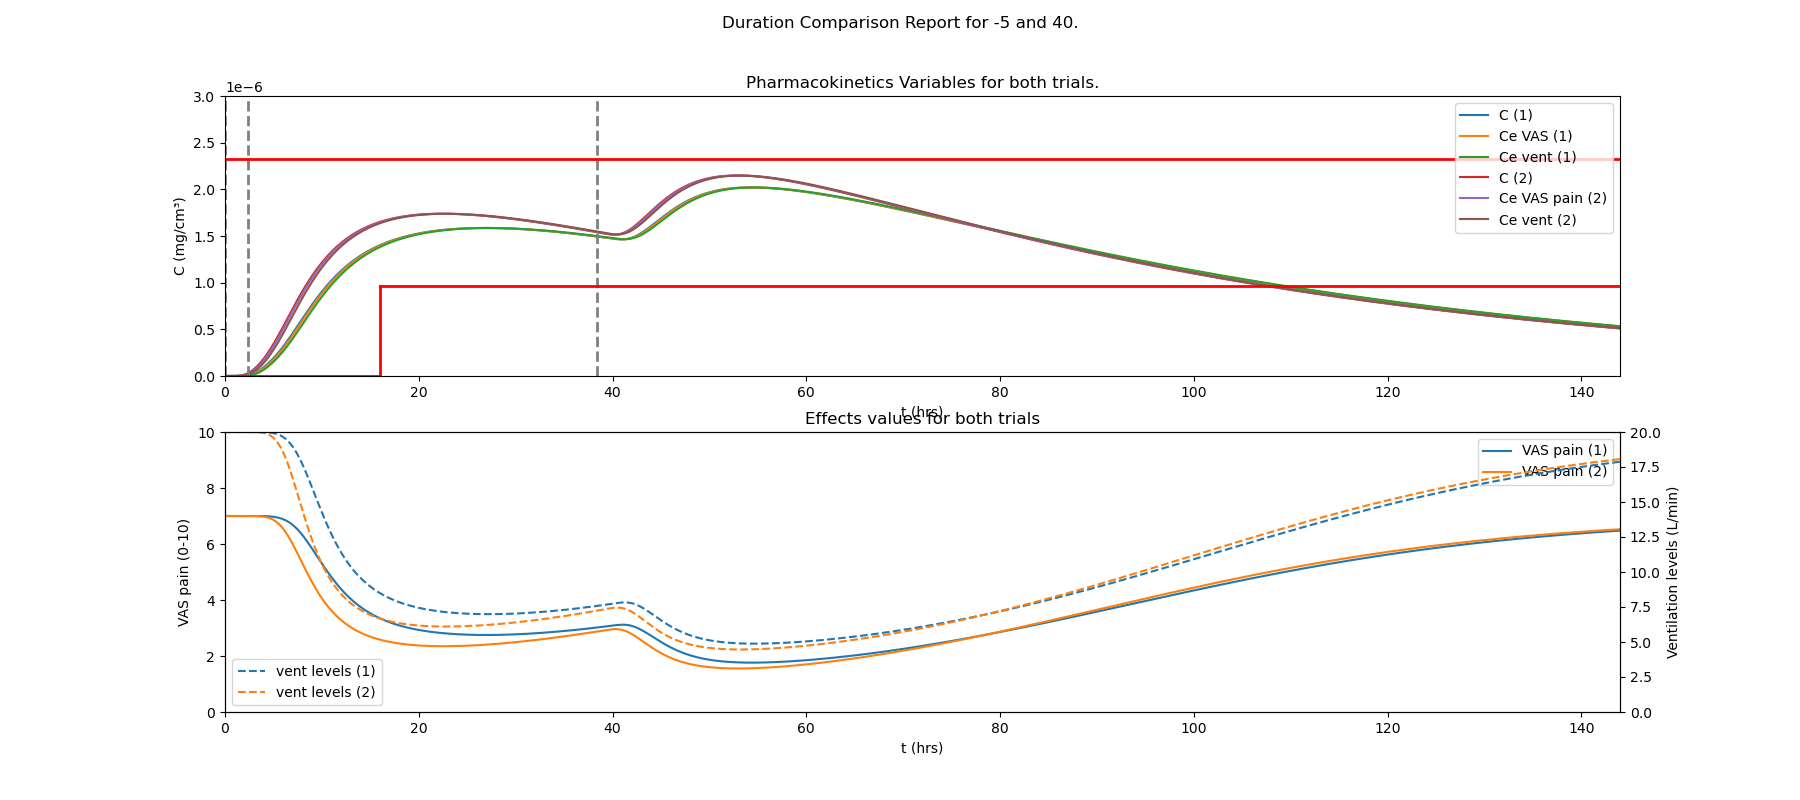 Duration Comparison Report for -5 and 40.
Pharmacokinetics Variables for both trials.
1e−6
3.0
2.5
2.0
1.5
1.0
0.5
0.0
C (mg/cm³)
C (1)
Ce VAS (1)
Ce vent (1)
C (2)
Ce VAS pain (2)
Ce vent (2)
0 20 40 60 80 100 120 140
t (hrs)
Effects values for both trials
10
8
6
4
2
0
VAS pain (0-10)
VAS pain (1)
VAS pain (2)
vent levels (1)
vent levels (2)
20.0
17.5
15.0
12.5
10.0
7.5
5.0
2.5
0.0
Ventilation levels (L/min)
0 20 40 60 80 100 120 140
t (hrs)